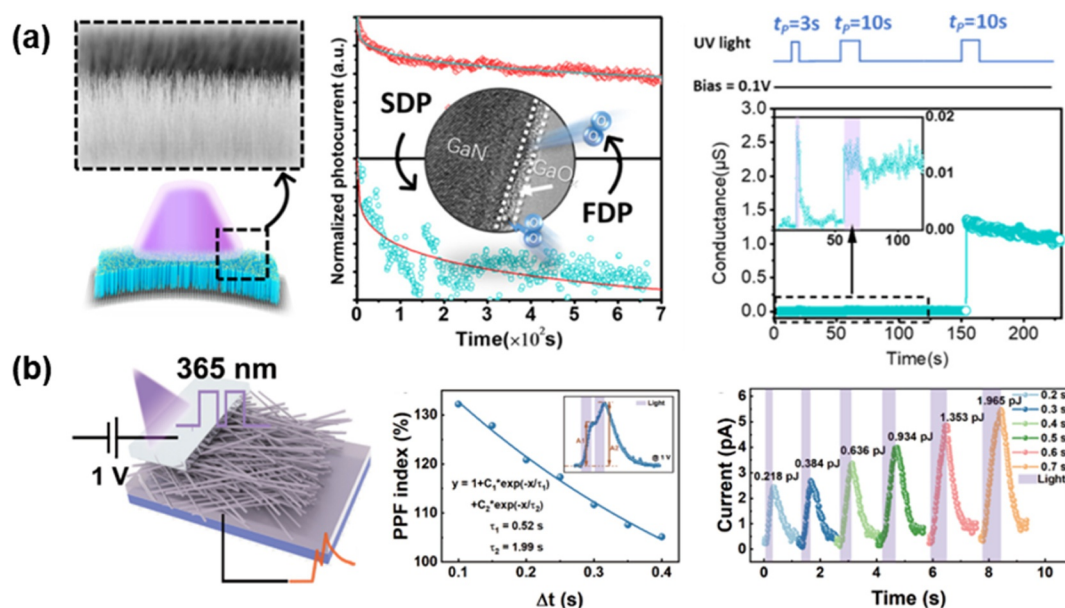 (a)
SDP
GaN
GaOx
FDP
O₂
O₂
Normalized photocurrent (a.u.)
0 1 2 3 4 5 6 7
Time(×10²s)
tP=3s tP=10s tP=10s
UV light
Bias = 0.1V
3.0
2.5
2.0
1.5
1.0
0.5
0.0
Conductance(μS)
0.02
0.01
0.00
50 100
0 50 100 150 200
Time(s)
(b)
365 nm
1 V
PPF index (%)
130
120
110
100
Light
A1
A2
@ 1 V
y = 1+C₁*exp(-x/τ₁)
+C₂*exp(-x/τ₂)
τ₁ = 0.52 s
τ₂ = 1.99 s
0.1 0.2 0.3 0.4
Δt (s)
Current (pA)
6
5
4
3
2
1
0
0.218 pJ
0.384 pJ
0.636 pJ
0.934 pJ
1.353 pJ
1.965 pJ
0.2 s
0.3 s
0.4 s
0.5 s
0.6 s
0.7 s
Light
0 2 4 6 8 10
Time (s)